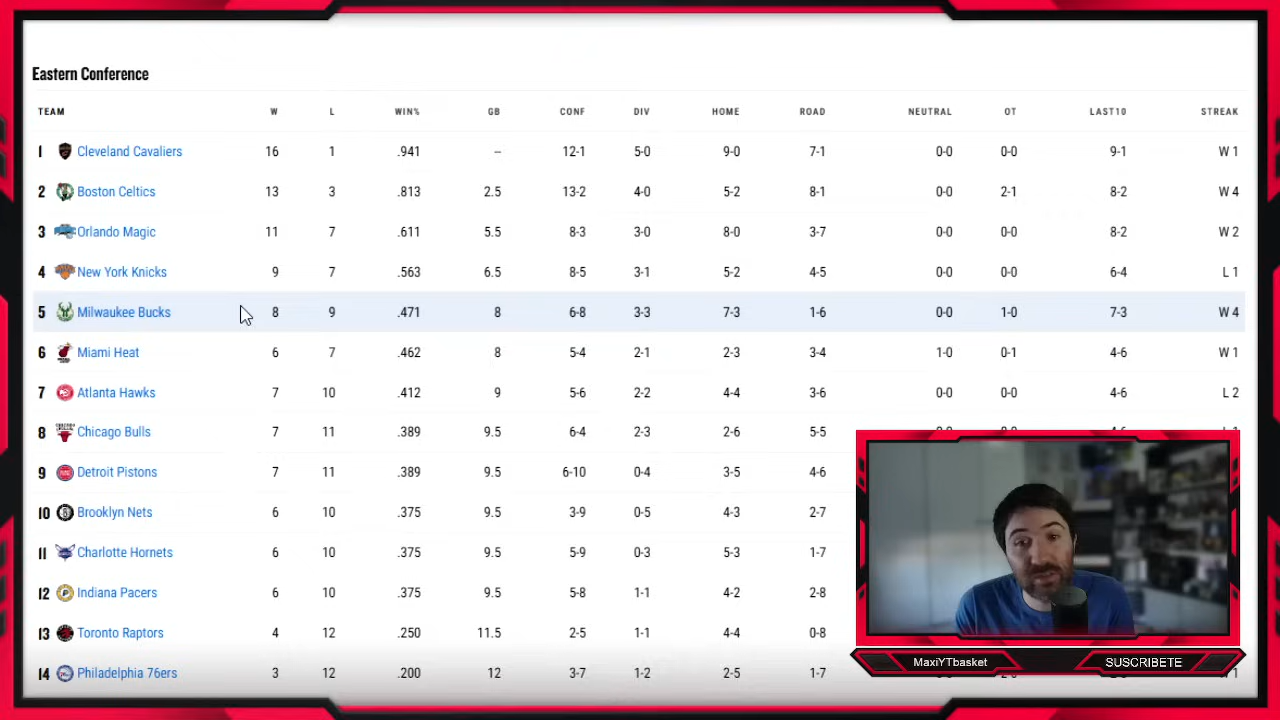 Eastern Conference
TEAM W L WIN% GB CONF DIV HOME ROAD NEUTRAL OT LAST10 STREAK
1 Cleveland Cavaliers 16 1 .941 -- 12-1 5-0 9-0 7-1 0-0 0-0 9-1 W 1
2 Boston Celtics 13 3 .813 2.5 13-2 4-0 5-2 8-1 0-0 2-1 8-2 W 4
3 Orlando Magic 11 7 .611 5.5 8-3 3-0 8-0 3-7 0-0 0-0 8-2 W 2
4 New York Knicks 9 7 .563 6.5 8-5 3-1 5-2 4-5 0-0 0-0 6-4 L 1
5 Milwaukee Bucks 8 9 .471 8 6-8 3-3 7-3 1-6 0-0 1-0 7-3 W 4
6 Miami Heat 6 7 .462 8 5-4 2-1 2-3 3-4 1-0 0-1 4-6 W 1
7 Atlanta Hawks 7 10 .412 9 5-6 2-2 4-4 3-6 0-0 0-0 4-6 L 2
8 Chicago Bulls 7 11 .389 9.5 6-4 2-3 2-6 5-5
9 Detroit Pistons 7 11 .389 9.5 6-10 0-4 3-5 4-6
10 Brooklyn Nets 6 10 .375 9.5 3-9 0-5 4-3 2-7
11 Charlotte Hornets 6 10 .375 9.5 5-9 0-3 5-3 1-7
12 Indiana Pacers 6 10 .375 9.5 5-8 1-1 4-2 2-8
13 Toronto Raptors 4 12 .250 11.5 2-5 1-1 4-4 0-8
14 Philadelphia 76ers 3 12 .200 12 3-7 1-2 2-5 1-7
MaxiYTbasket SUSCRIBETE